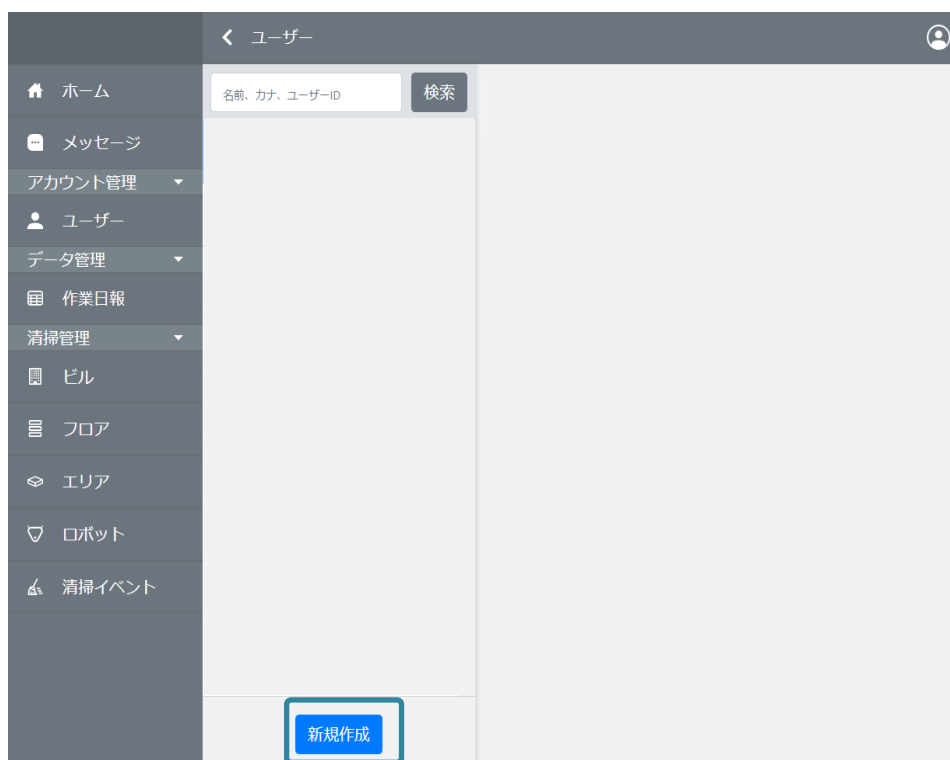 ユーザー
ホーム
メッセージ
アカウント管理
ユーザー
データ管理
作業日報
清掃管理
ビル
フロア
エリア
ロボット
清掃イベント
名前、カナ、ユーザーID
検索
新規作成